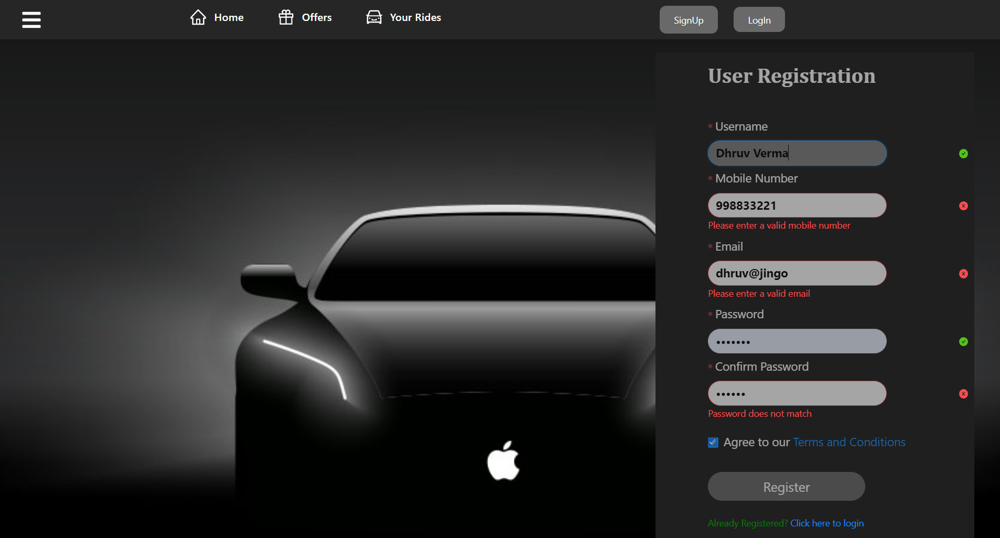 Home Offers Your Rides SignUp LogIn
User Registration
* Username
Dhruv Verma
* Mobile Number
998833221
Please enter a valid mobile number
* Email
dhruv@jingo
Please enter a valid email
* Password
•••••••
* Confirm Password
••••••
Password does not match
Agree to our Terms and Conditions
Register
Already Registered? Click here to login